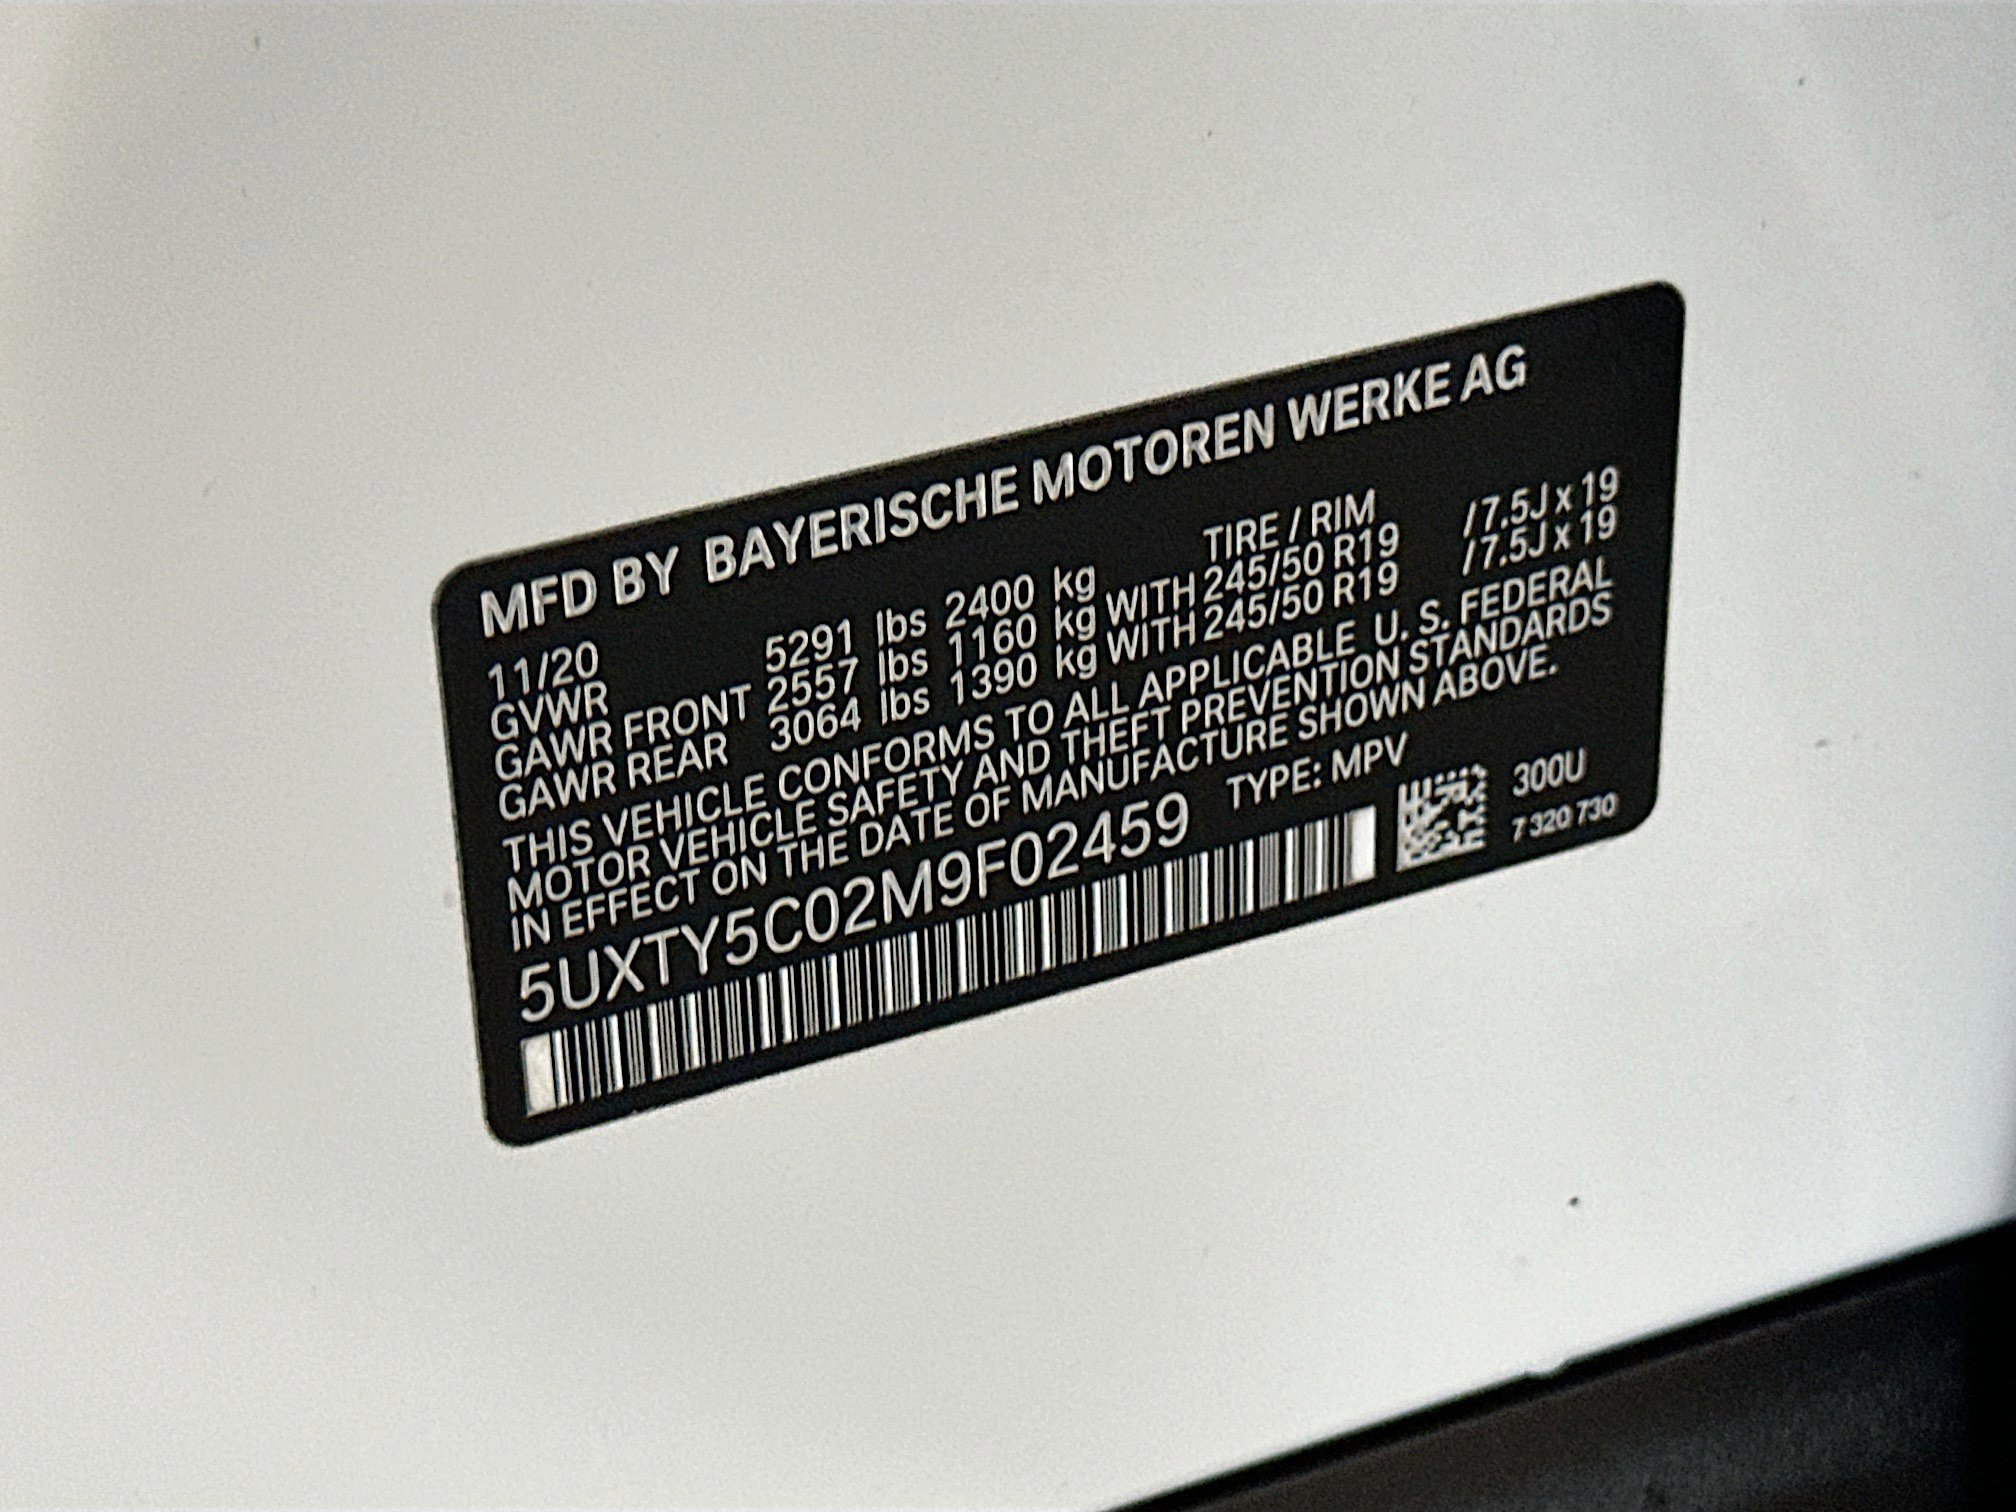 MFD BY BAYERISCHE MOTOREN WERKE AG
11/20 TIRE / RIM
GVWR 5291 lbs 2400 kg
GAWR FRONT 2557 lbs 1160 kg WITH 245/50 R19 / 7.5J x 19
GAWR REAR 3064 lbs 1390 kg WITH 245/50 R19 / 7.5J x 19
THIS VEHICLE CONFORMS TO ALL APPLICABLE U. S. FEDERAL
MOTOR VEHICLE SAFETY AND THEFT PREVENTION STANDARDS
IN EFFECT ON THE DATE OF MANUFACTURE SHOWN ABOVE.
5UXTY5C02M9F02459 TYPE: MPV
300U
7 320 730